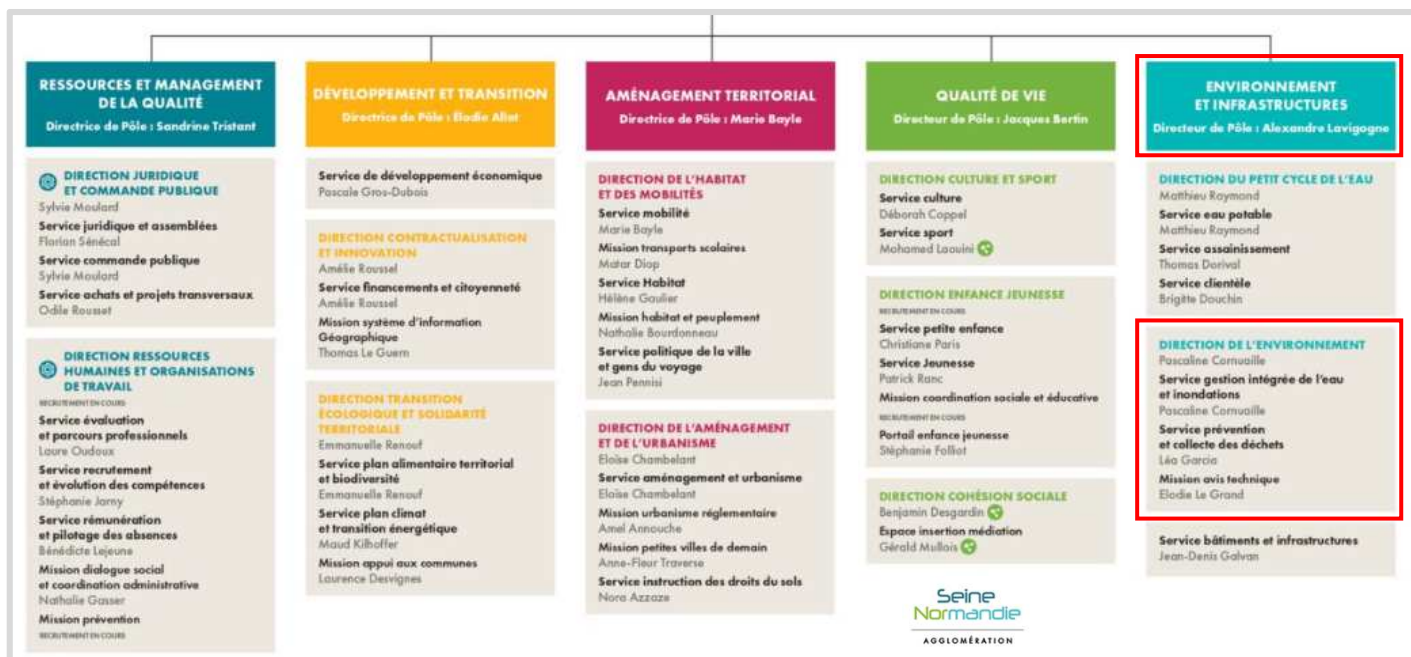 RESSOURCES ET MANAGEMENT
DE LA QUALITÉ
Directrice de Pôle : Sandrine Tristant
DIRECTION JURIDIQUE
ET COMMANDE PUBLIQUE
Sylvie Moulard
Service juridique et assemblées
Florian Sénécal
Service commande publique
Sylvie Moulard
Service achats et projets transversaux
Odile Rousset
DIRECTION RESSOURCES
HUMAINES ET ORGANISATIONS
DE TRAVAIL
RECRUTEMENT EN COURS
Service évaluation
et parcours professionnels
Laure Oudoux
Service recrutement
et évolution des compétences
Stéphanie Jarny
Service rémunération
et pilotage des absences
Bénédicte Lejeune
Mission dialogue social
et coordination administrative
Nathalie Gasser
Mission prévention
RECRUTEMENT EN COURS
DÉVELOPPEMENT ET TRANSITION
Directrice de Pôle : Élodie Allot
Service de développement économique
Pascale Gros-Dubois
DIRECTION CONTRACTUALISATION
ET INNOVATION
Amélie Roussel
Service financements et citoyenneté
Amélie Roussel
Mission système d'information
Géographique
Thomas Le Guern
DIRECTION TRANSITION
ÉCOLOGIQUE ET SOLIDARITÉ
TERRITORIALE
Emmanuelle Renouf
Service plan alimentaire territorial
et biodiversité
Emmanuelle Renouf
Service plan climat
et transition énergétique
Maud Kilhoffer
Mission appui aux communes
Laurence Desvignes
AMÉNAGEMENT TERRITORIAL
Directrice de Pôle : Marie Bayle
DIRECTION DE L'HABITAT
ET DES MOBILITÉS
Service mobilité
Marie Bayle
Mission transports scolaires
Matar Diop
Service Habitat
Hélène Gaulier
Mission habitat et peuplement
Nathalie Bourdonneau
Service politique de la ville
et gens du voyage
Jean Pennisi
DIRECTION DE L'AMÉNAGEMENT
ET DE L'URBANISME
Eloïse Chambelant
Service aménagement et urbanisme
Eloïse Chambelant
Mission urbanisme réglementaire
Amel Annouche
Mission petites villes de demain
Anne-Fleur Traverse
Service instruction des droits du sols
Nora Azzaze
QUALITÉ DE VIE
Directeur de Pôle : Jacques Bertin
DIRECTION CULTURE ET SPORT
Service culture
Déborah Coppel
Service sport
Mohamed Laouini
DIRECTION ENFANCE JEUNESSE
RECRUTEMENT EN COURS
Service petite enfance
Christiane Paris
Service Jeunesse
Patrick Ranc
Mission coordination sociale et éducative
RECRUTEMENT EN COURS
Portail enfance jeunesse
Stéphanie Folliot
DIRECTION COHÉSION SOCIALE
Benjamin Desgardin
Espace insertion médiation
Gérald Mullois
Seine
Normandie
AGGLOMÉRATION
ENVIRONNEMENT
ET INFRASTRUCTURES
Directeur de Pôle : Alexandre Lavigogne
DIRECTION DU PETIT CYCLE DE L'EAU
Matthieu Raymond
Service eau potable
Matthieu Raymond
Service assainissement
Thomas Dorival
Service clientèle
Brigitte Douchin
DIRECTION DE L'ENVIRONNEMENT
Pascaline Cornuaille
Service gestion intégrée de l'eau
et inondations
Pascaline Cornuaille
Service prévention
et collecte des déchets
Léa Garcia
Mission avis technique
Elodie Le Grand
Service bâtiments et infrastructures
Jean-Denis Galvan